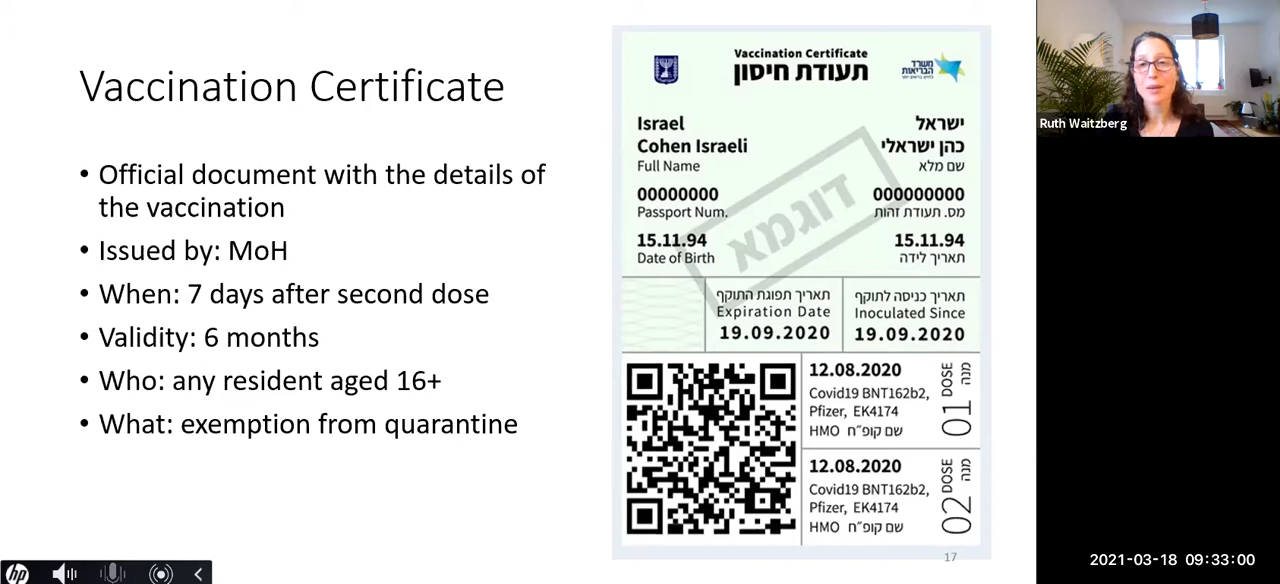 Vaccination Certificate
• Official document with the details of
the vaccination
• Issued by: MoH
• When: 7 days after second dose
• Validity: 6 months
• Who: any resident aged 16+
• What: exemption from quarantine
Vaccination Certificate
תעודת חיסון
משרד
הבריאות
Israel
ישראל
Cohen Israeli
כהן ישראלי
Full Name
שם מלא
00000000
000000000
Passport Num.
מס. תעודת זהות
15.11.94
15.11.94
Date of Birth
תאריך לידה
דוגמא
תאריך תפוגת התוקף
תאריך כניסה לתוקף
Expiration Date
Inoculated Since
19.09.2020
19.09.2020
12.08.2020
Covid19 BNT162b2,
Pfizer, EK4174
HMO שם קופ״ח
01 DOSE מנה
12.08.2020
Covid19 BNT162b2,
Pfizer, EK4174
HMO שם קופ״ח
02 DOSE מנה
17
Ruth Waitzberg
hp
2021-03-18 09:33:00